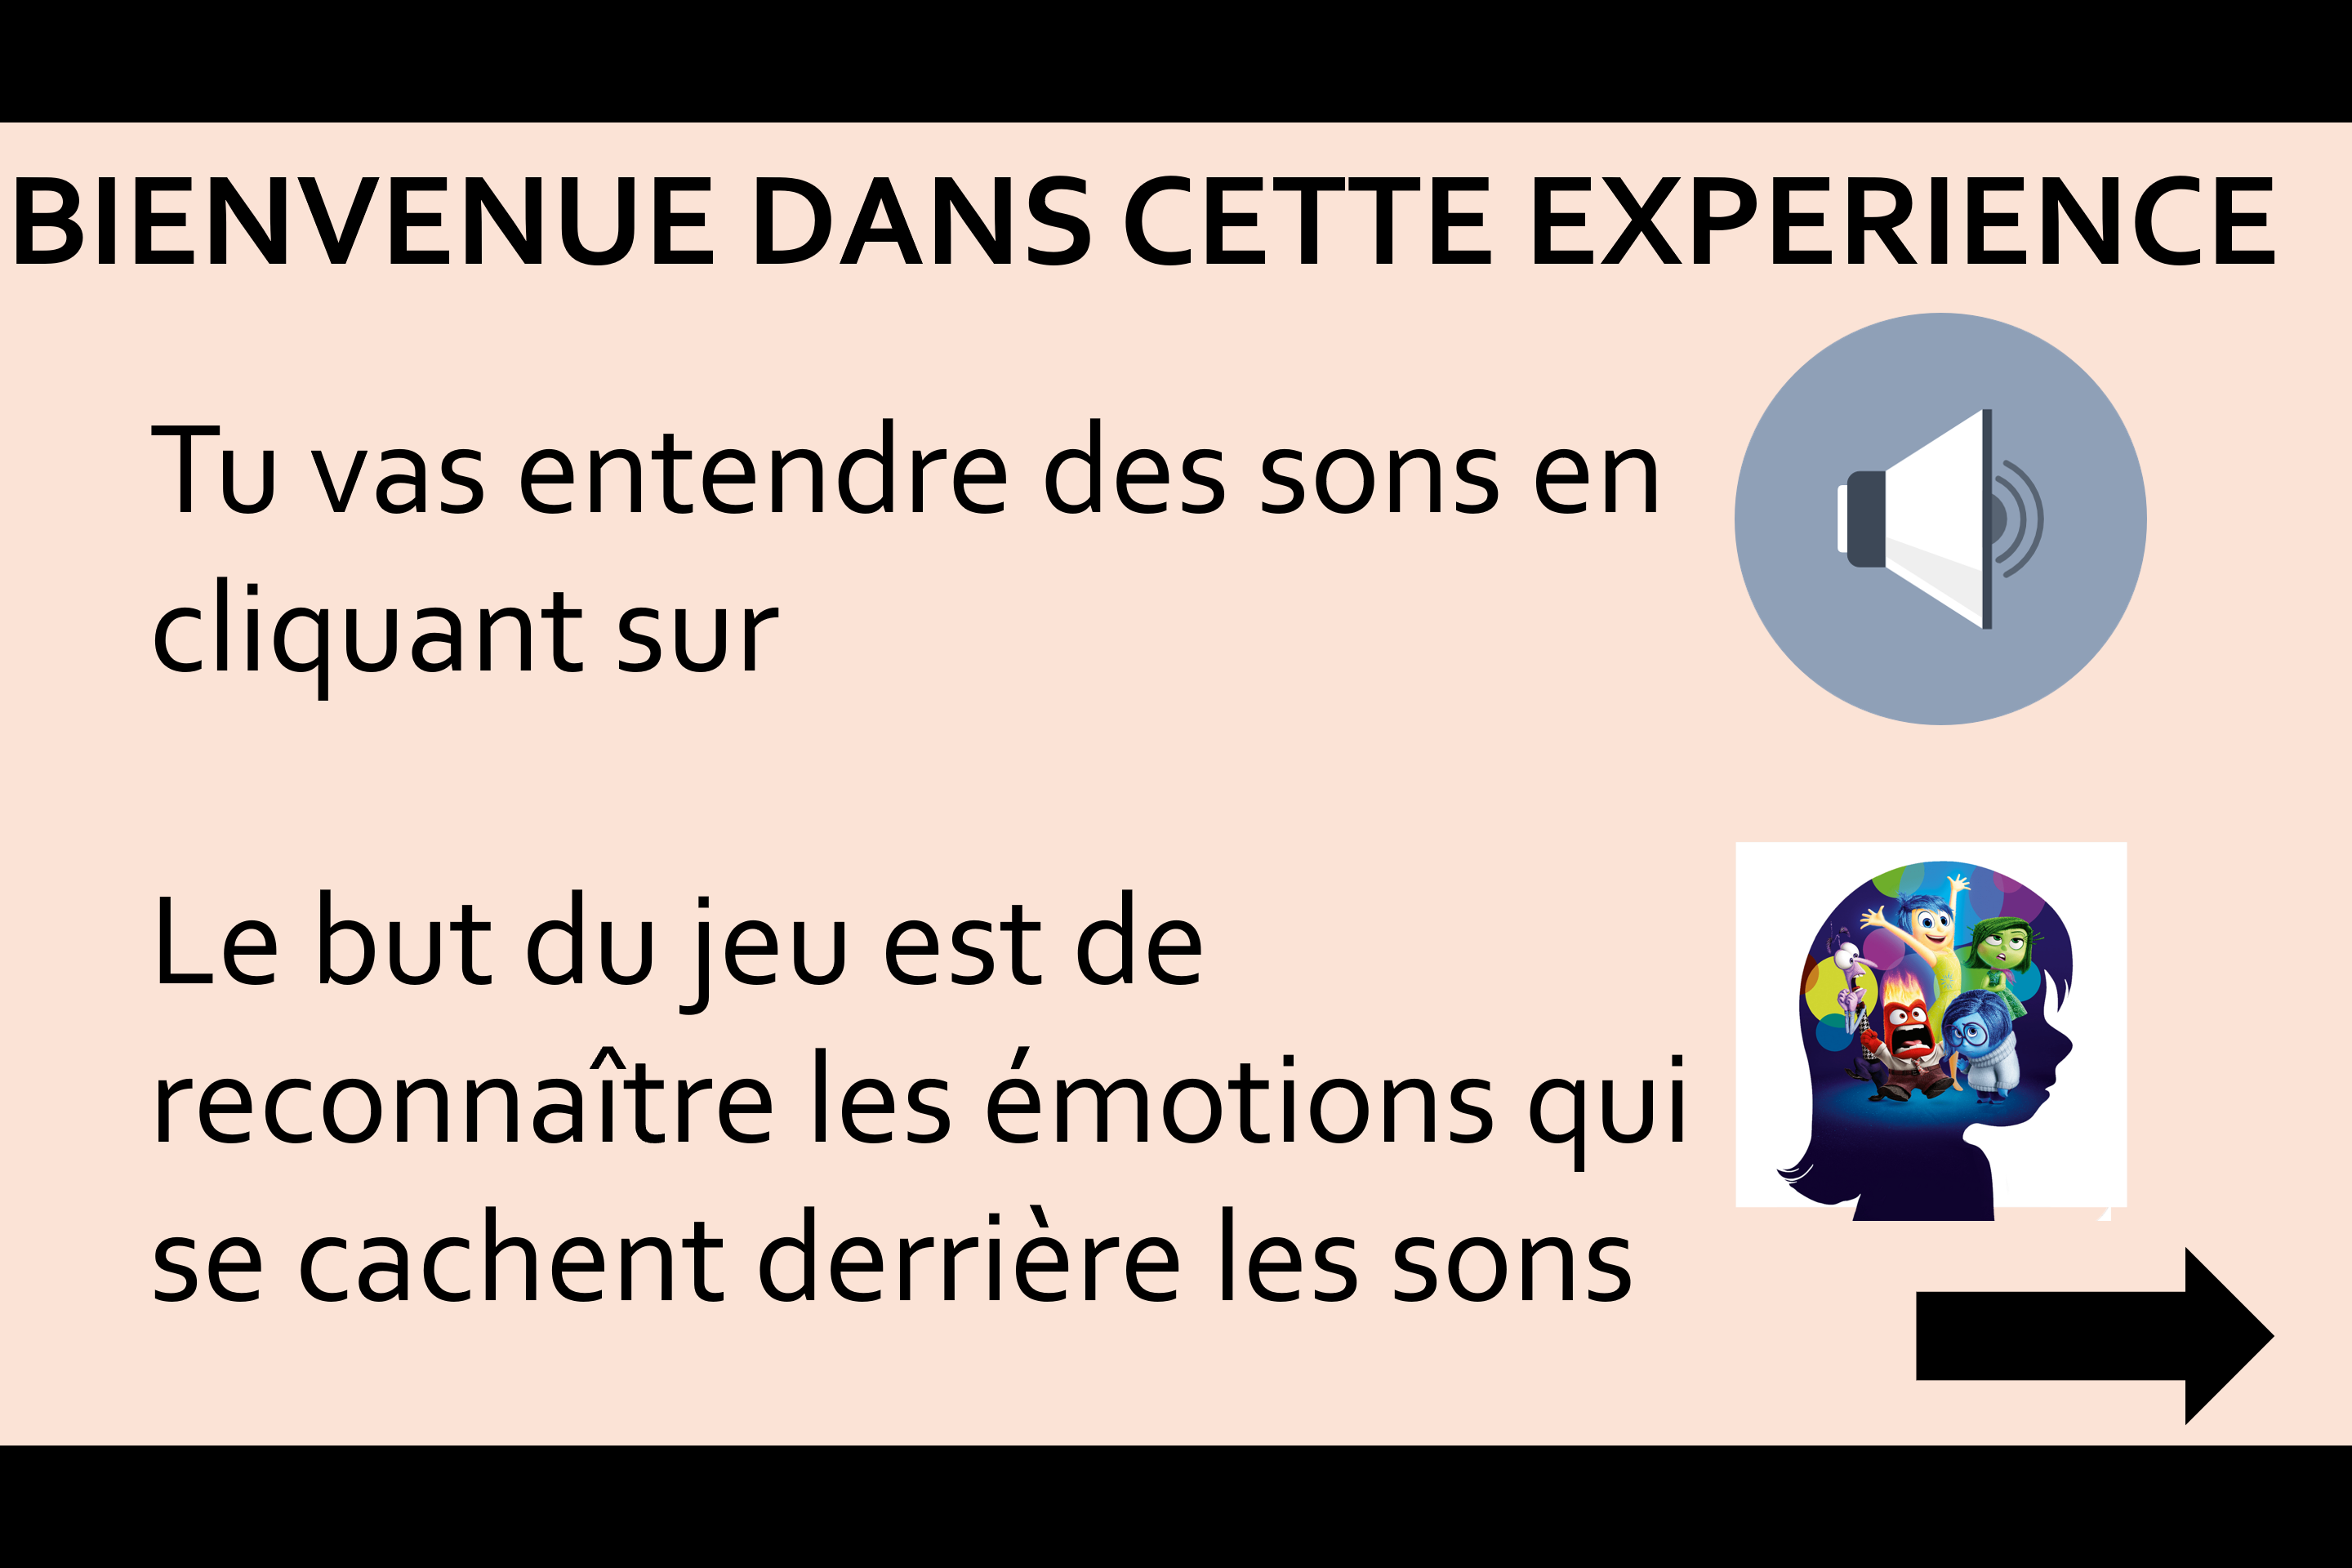 BIENVENUE DANS CETTE EXPERIENCE
Tu vas entendre des sons en
cliquant sur
Le but du jeu est de
reconnaître les émotions qui
se cachent derrière les sons